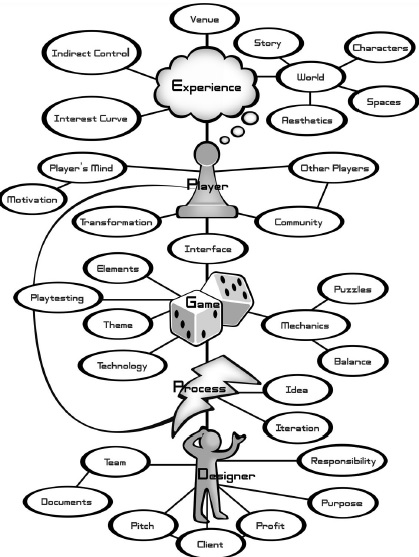 Venue
Story
Indirect Control
Characters
World
Experience
Spaces
Interest Curve
Aesthetics
Player's Mind
Other Players
Player
Motivation
Transformation
Community
Interface
Elements
Puzzles
Playtesting
Game
Theme
Mechanics
Technology
Balance
Process
Idea
Iteration
Team
Responsibility
Designer
Documents
Purpose
Pitch
Profit
Client